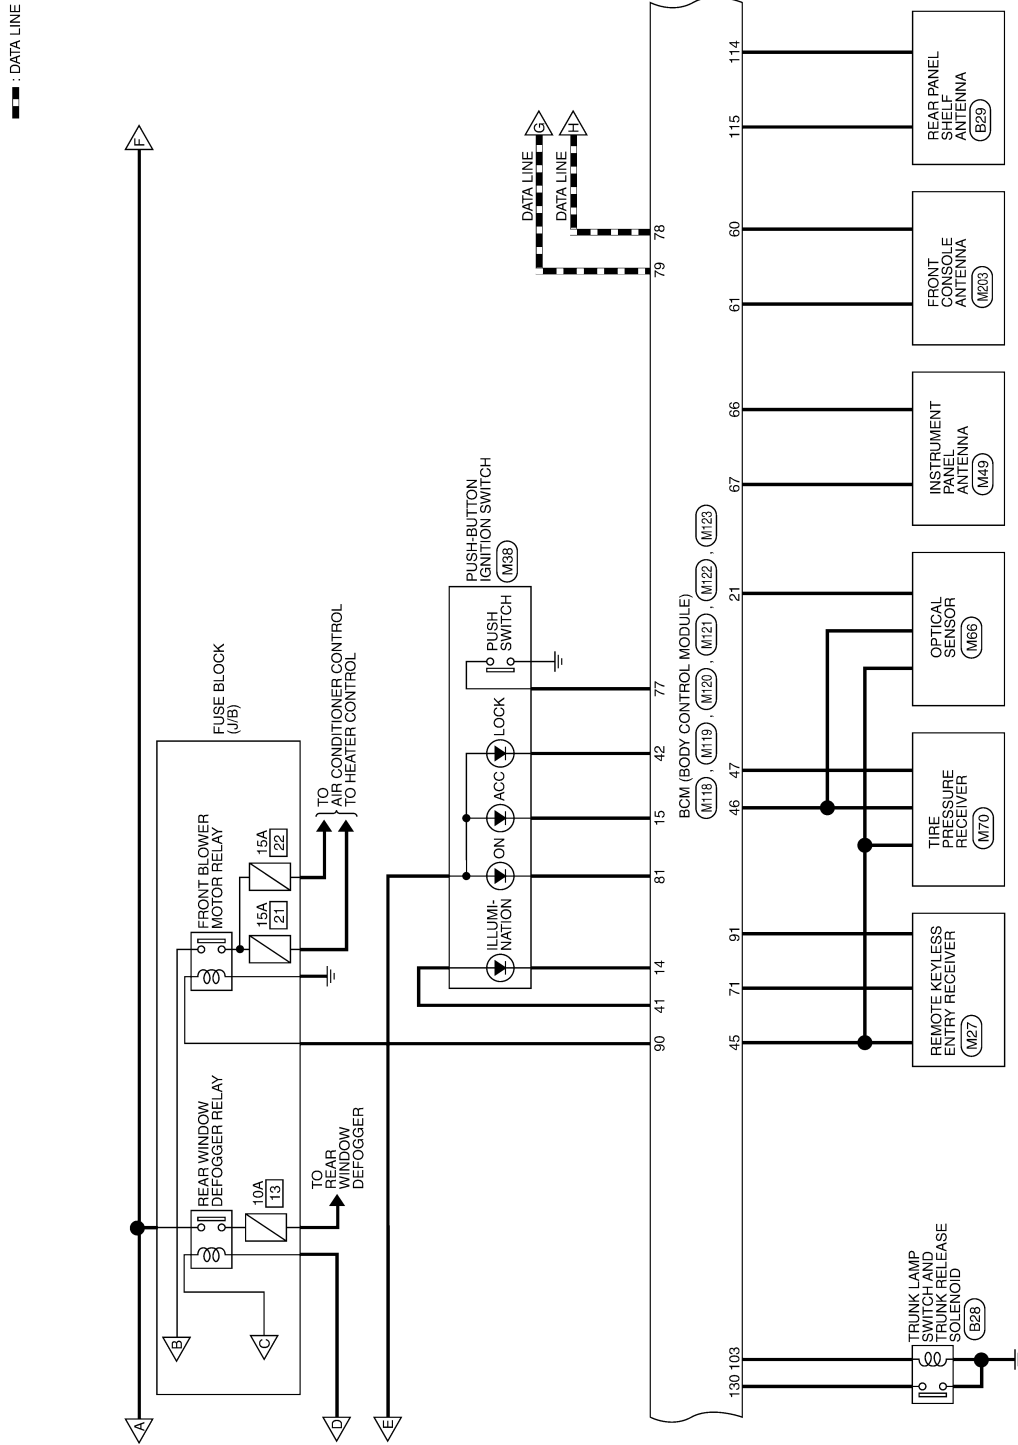 : DATA LINE
A
F
FUSE BLOCK
(J/B)
B
C
REAR WINDOW
DEFOGGER RELAY
10A
13
TO
REAR
WINDOW
DEFOGGER
FRONT BLOWER
MOTOR RELAY
15A
21
15A
22
TO
AIR CONDITIONER CONTROL
TO HEATER CONTROL
D
E
PUSH-BUTTON
IGNITION SWITCH
M38
ILLUMI-
NATION
ON
ACC
LOCK
PUSH
SWITCH
DATA LINE
G
DATA LINE
H
90
41
14
81
15
42
77
79
78
BCM (BODY CONTROL MODULE)
M118 , M119 , M120 , M121 , M122 , M123
130
103
45
71
91
46
47
21
67
66
61
60
115
114
TRUNK LAMP
SWITCH AND
TRUNK RELEASE
SOLENOID
B28
REMOTE KEYLESS
ENTRY RECEIVER
M27
TIRE
PRESSURE
RECEIVER
M70
OPTICAL
SENSOR
M66
INSTRUMENT
PANEL
ANTENNA
M49
FRONT
CONSOLE
ANTENNA
M203
REAR PANEL
SHELF
ANTENNA
B29